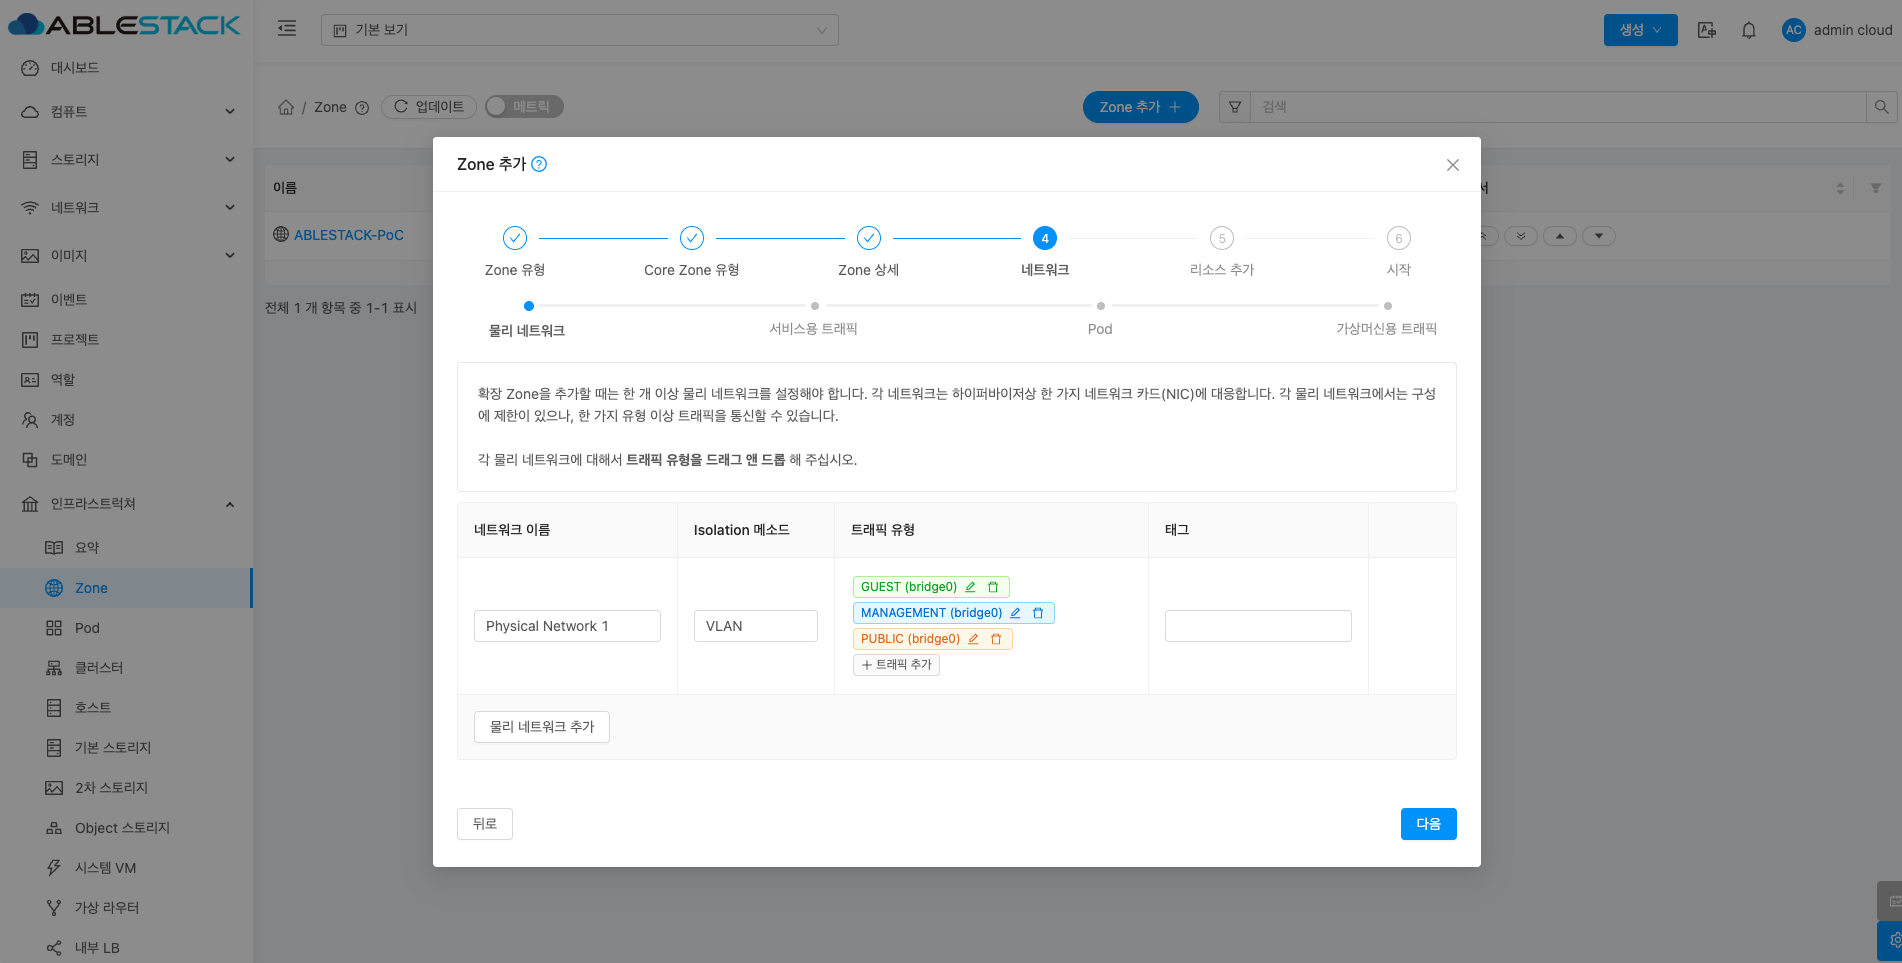 ABLESTACK
기본 보기
생성
admin cloud
AC
대시보드
컴퓨트
스토리지
네트워크
이미지
이벤트
프로젝트
역할
계정
도메인
인프라스트럭쳐
요약
Zone
Pod
클러스터
호스트
기본 스토리지
2차 스토리지
Object 스토리지
시스템 VM
가상 라우터
내부 LB
/ Zone
업데이트
메트릭
Zone 추가
검색
이름
ABLESTACK-PoC
전체 1 개 항목 중 1-1 표시
Zone 추가
Zone 유형
Core Zone 유형
Zone 상세
4
네트워크
5
리소스 추가
6
시작
물리 네트워크
서비스용 트래픽
Pod
가상머신용 트래픽
확장 Zone을 추가할 때는 한 개 이상 물리 네트워크를 설정해야 합니다. 각 네트워크는 하이퍼바이저상 한 가지 네트워크 카드(NIC)에 대응합니다. 각 물리 네트워크에서는 구성
에 제한이 있으나, 한 가지 유형 이상 트래픽을 통신할 수 있습니다.
각 물리 네트워크에 대해서 트래픽 유형을 드래그 앤 드롭 해 주십시오.
네트워크 이름
Isolation 메소드
트래픽 유형
태그
Physical Network 1
VLAN
GUEST (bridge0)
MANAGEMENT (bridge0)
PUBLIC (bridge0)
트래픽 추가
물리 네트워크 추가
뒤로
다음